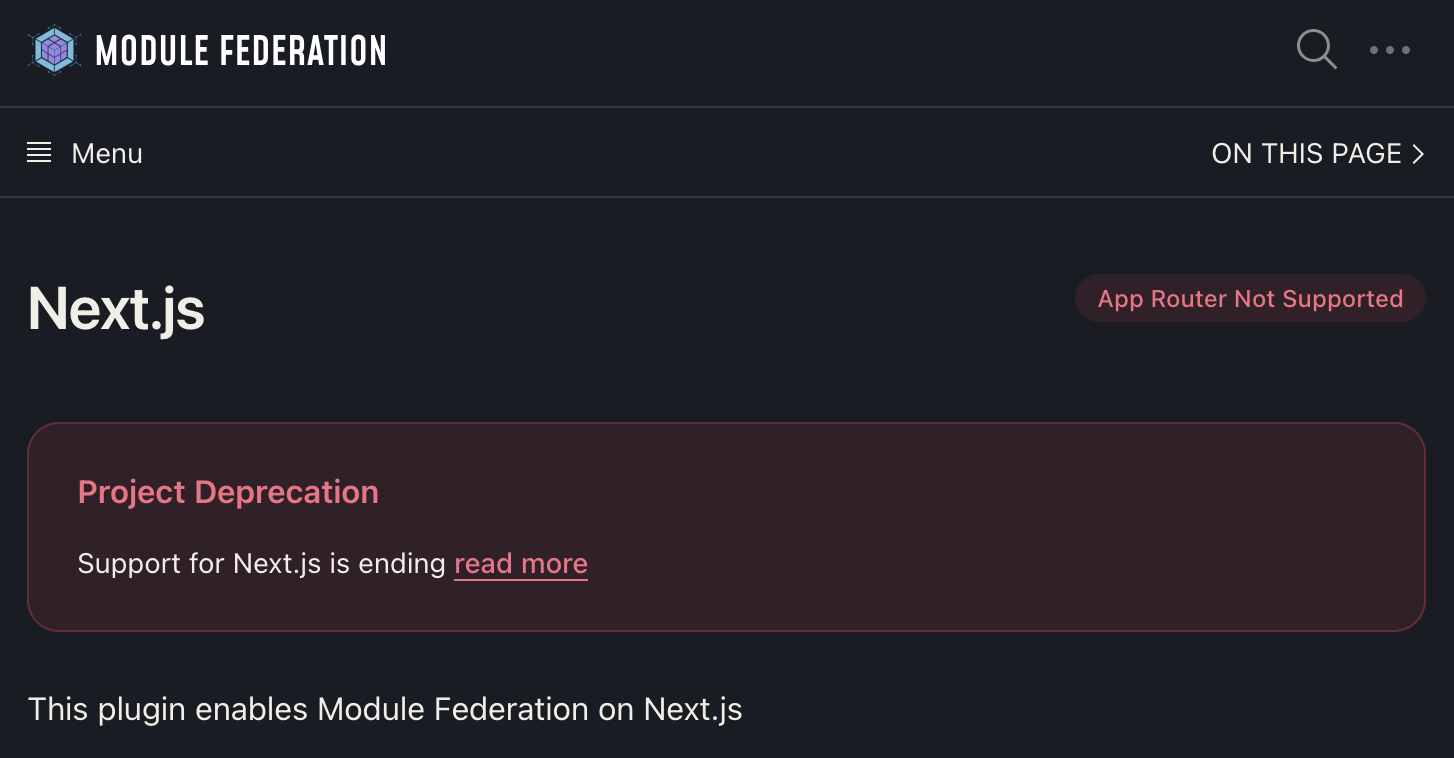 MODULE FEDERATION
Menu
ON THIS PAGE
Next.js
App Router Not Supported
Project Deprecation
Support for Next.js is ending read more
This plugin enables Module Federation on Next.js